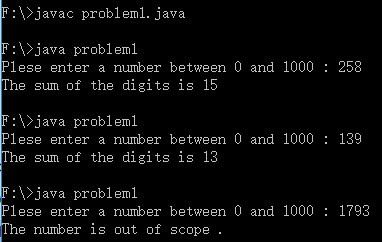 F:\>javac problem1.java
F:\>java problem1
Plese enter a number between 0 and 1000 : 258
The sum of the digits is 15
F:\>java problem1
Plese enter a number between 0 and 1000 : 139
The sum of the digits is 13
F:\>java problem1
Plese enter a number between 0 and 1000 : 1793
The number is out of scope .